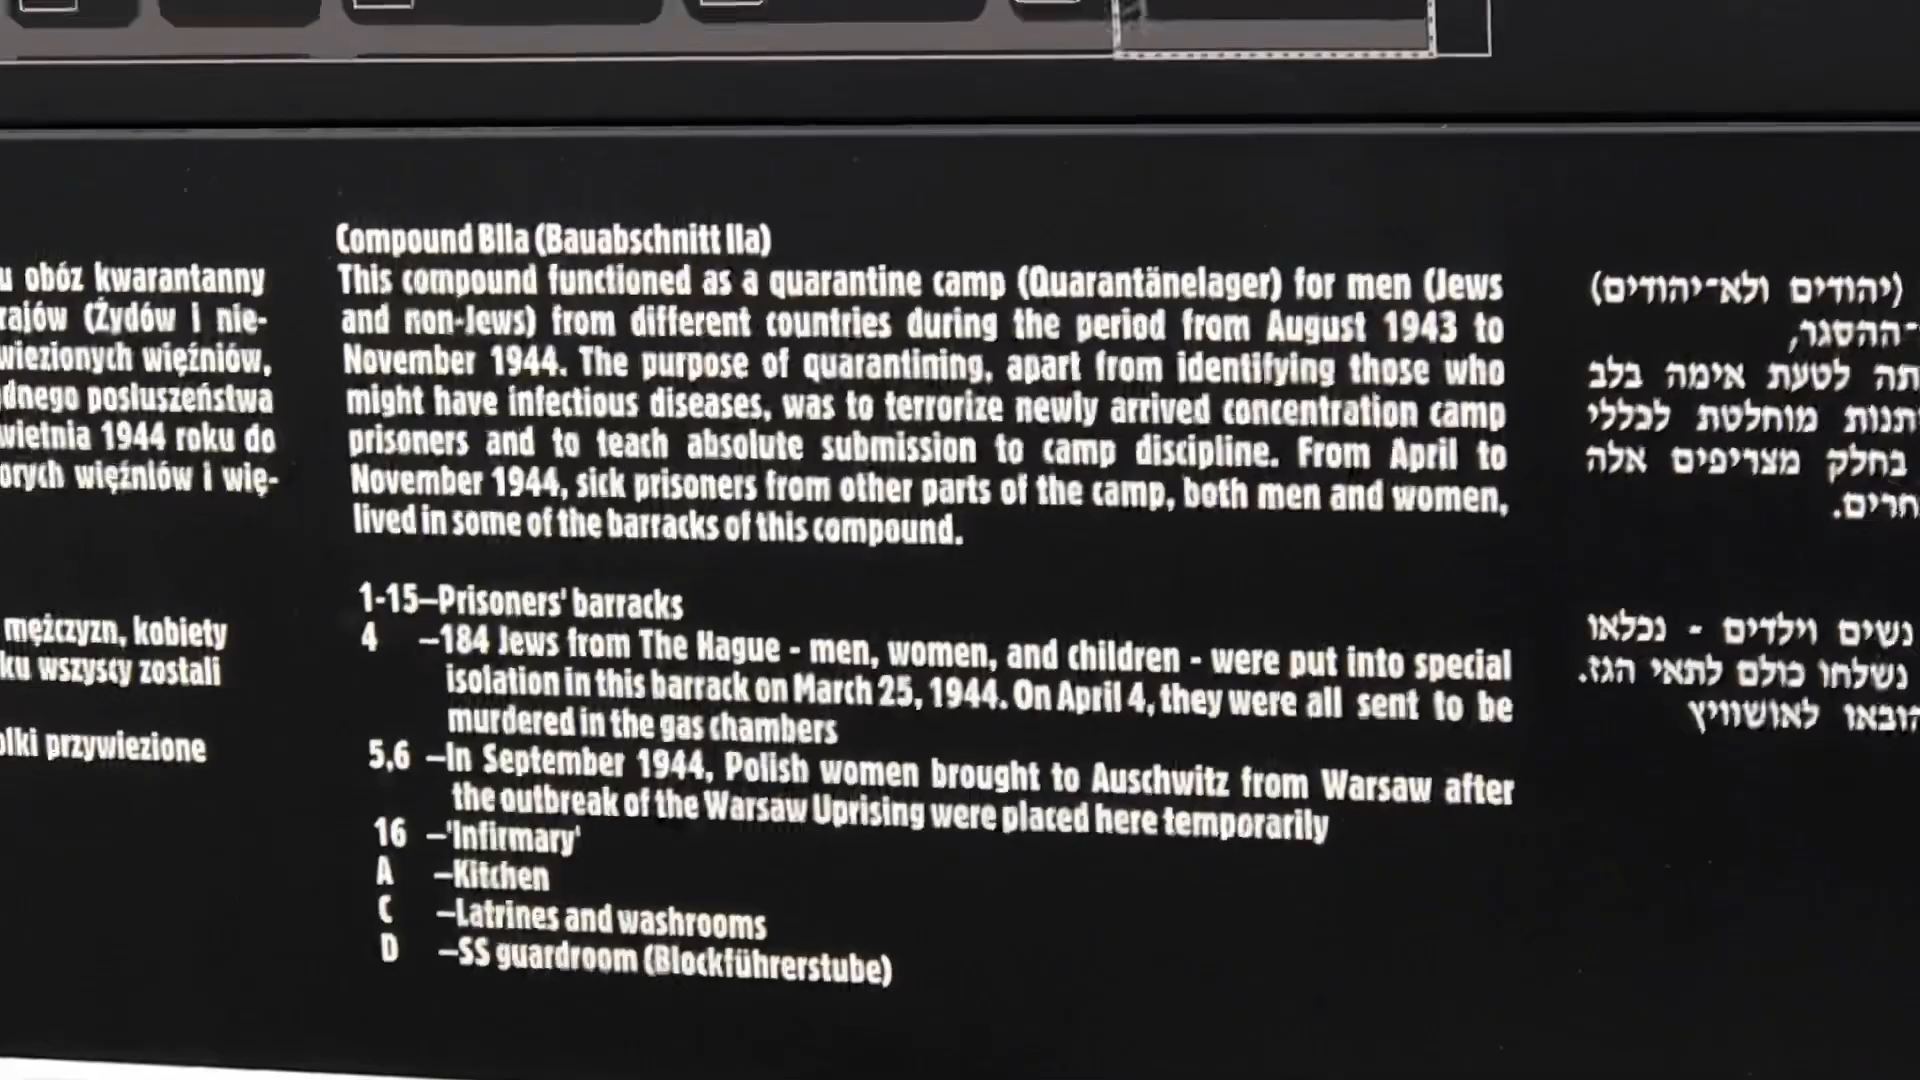 u obóz kwarantanny
rajów (Żydów i nie-
wiezionych więźniów,
dnego posłuszeństwa
wietnia 1944 roku do
orych więźniów i wię-
mężczyzn, kobiety
ku wszyscy zostali
olki przywiezione
Compound BIIa (Bauabschnitt IIa)
This compound functioned as a quarantine camp (Quarantänelager) for men (Jews
and non-Jews) from different countries during the period from August 1943 to
November 1944. The purpose of quarantining, apart from identifying those who
might have infectious diseases, was to terrorize newly arrived concentration camp
prisoners and to teach absolute submission to camp discipline. From April to
November 1944, sick prisoners from other parts of the camp, both men and women,
lived in some of the barracks of this compound.
1-15–Prisoners' barracks
4 –184 Jews from The Hague - men, women, and children - were put into special
isolation in this barrack on March 25, 1944. On April 4, they were all sent to be
murdered in the gas chambers
5,6 –In September 1944, Polish women brought to Auschwitz from Warsaw after
the outbreak of the Warsaw Uprising were placed here temporarily
16 –'Infirmary'
A –Kitchen
C –Latrines and washrooms
D –SS guardroom (Blockführerstube)
(יהודים ולא־יהודים)
־ההסגר,
תה לטעת אימה בלב
תנות מוחלטת לכללי
בחלק מצריפים אלה
חרים.
נשים וילדים - נכלאו
נשלחו כולם לתאי הגז.
הובאו לאושוויץ